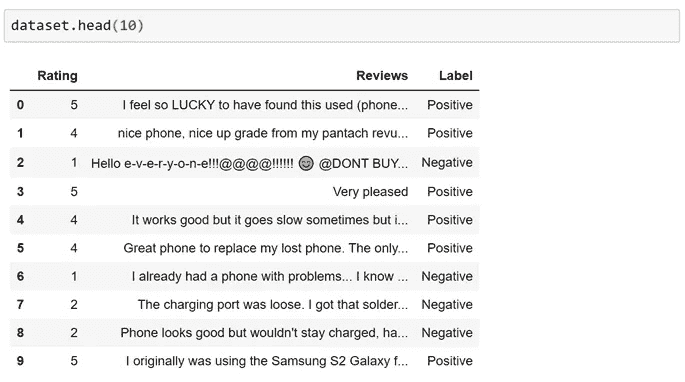 dataset.head(10)
Rating Reviews Label
0 5 I feel so LUCKY to have found this used (phone... Positive
1 4 nice phone, nice up grade from my pantach revu... Positive
2 1 Hello e-v-e-r-y-o-n-e!!!@@@@!!!!!! 😊 @DONT BUY... Negative
3 5 Very pleased Positive
4 4 It works good but it goes slow sometimes but i... Positive
5 4 Great phone to replace my lost phone. The only... Positive
6 1 I already had a phone with problems... I know ... Negative
7 2 The charging port was loose. I got that solder... Negative
8 2 Phone looks good but wouldn't stay charged, ha... Negative
9 5 I originally was using the Samsung S2 Galaxy f... Positive